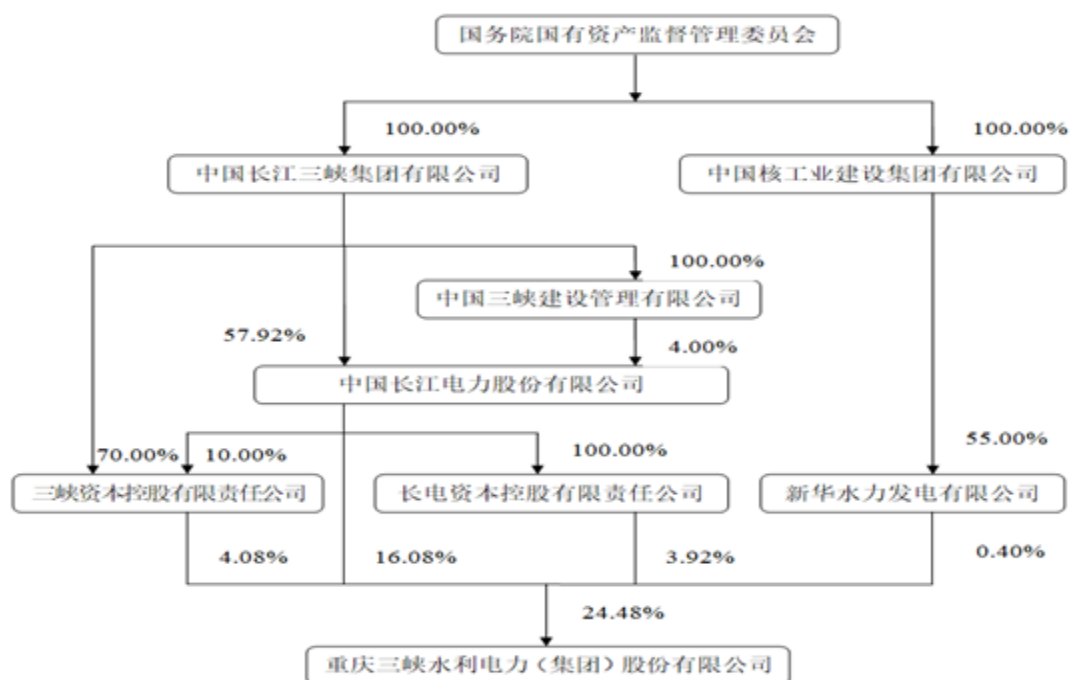 国务院国有资产监督管理委员会
100.00%
100.00%
中国长江三峡集团有限公司
中国核工业建设集团有限公司
100.00%
中国三峡建设管理有限公司
57.92%
4.00%
中国长江电力股份有限公司
70.00%
10.00%
100.00%
55.00%
三峡资本控股有限责任公司
长电资本控股有限责任公司
新华水力发电有限公司
4.08%
16.08%
3.92%
0.40%
24.48%
重庆三峡水利电力（集团）股份有限公司